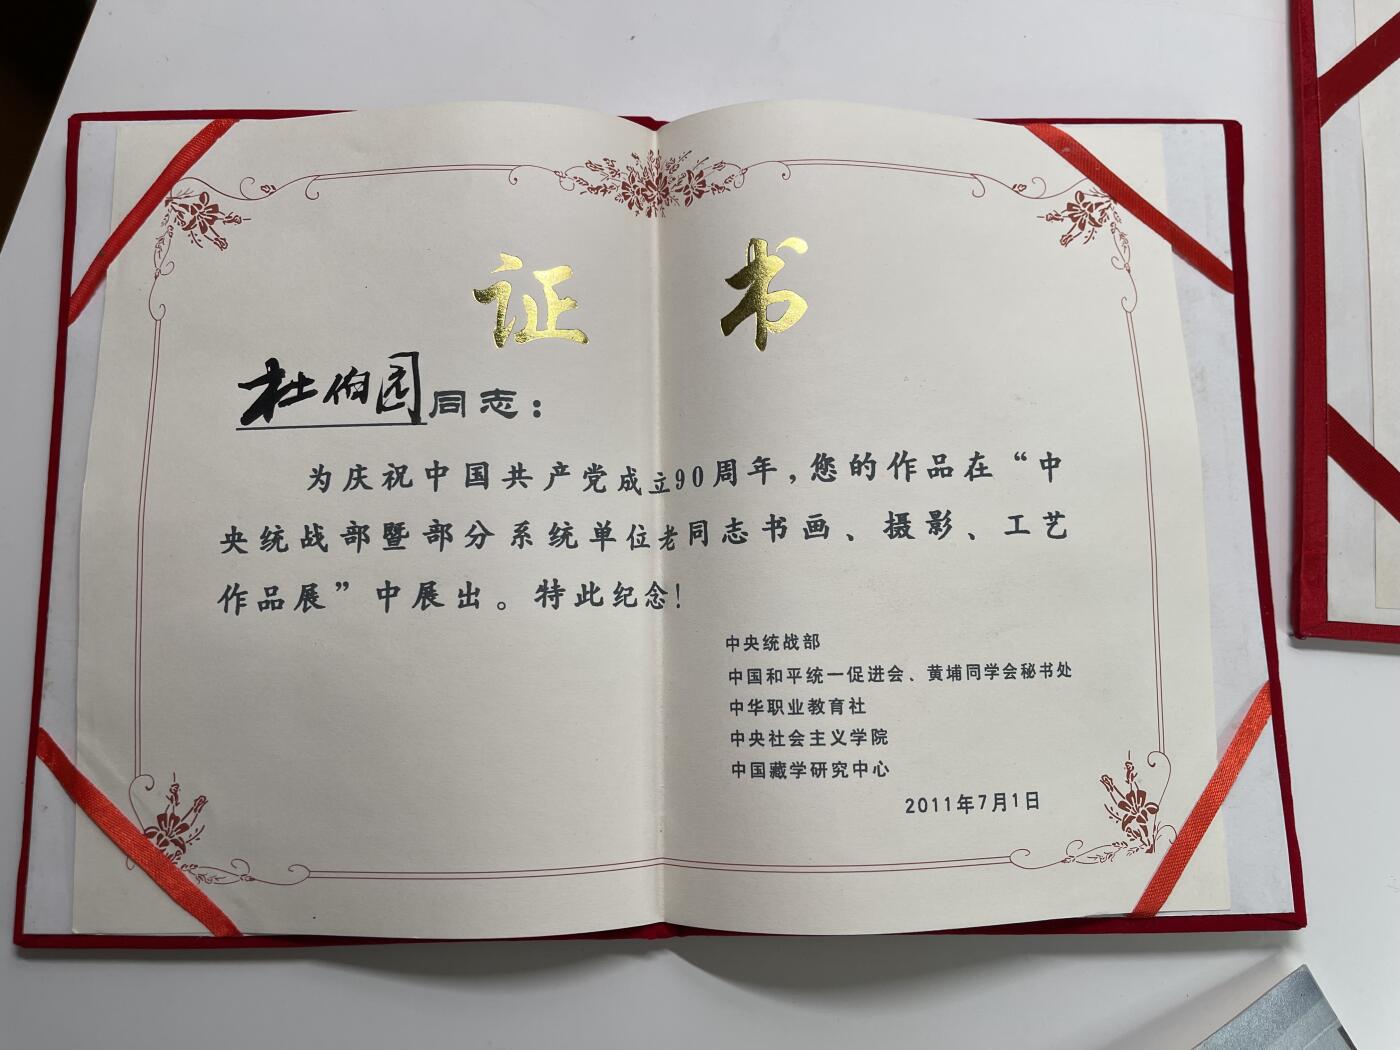 证书
杜伯园同志：
为庆祝中国共产党成立90周年，您的作品在“中
央统战部暨部分系统单位老同志书画、摄影、工艺
作品展”中展出。特此纪念！
中央统战部
中国和平统一促进会、黄埔同学会秘书处
中华职业教育社
中央社会主义学院
中国藏学研究中心
2011年7月1日